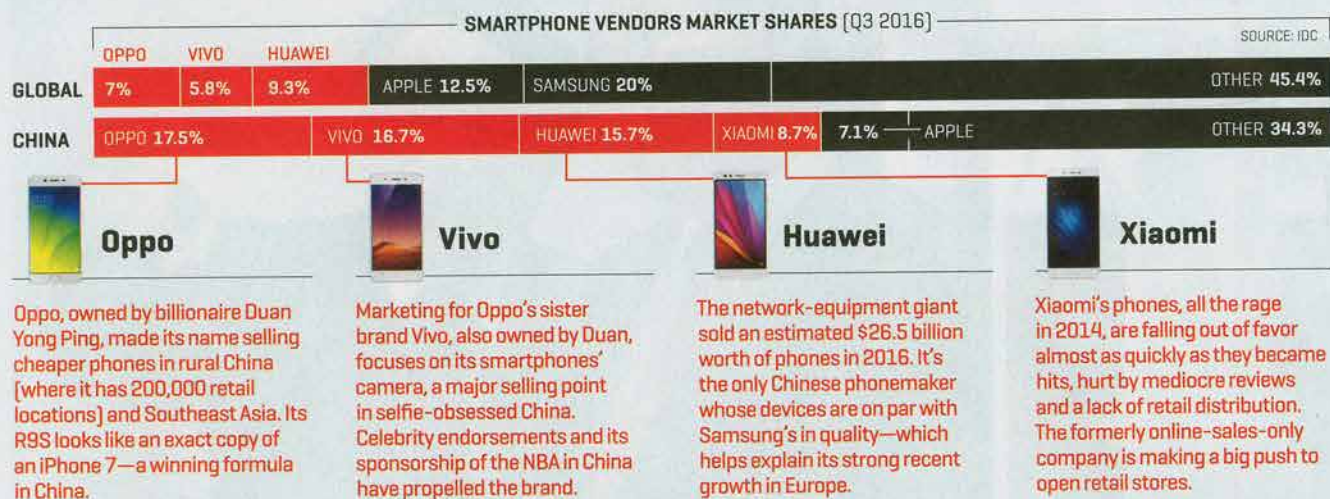 SMARTPHONE VENDORS MARKET SHARES [Q3 2016]
SOURCE: IDC
OPPO VIVO HUAWEI
GLOBAL 7% 5.8% 9.3% APPLE 12.5% SAMSUNG 20% OTHER 45.4%
CHINA OPPO 17.5% VIVO 16.7% HUAWEI 15.7% XIAOMI 8.7% 7.1% APPLE OTHER 34.3%
Oppo
Oppo, owned by billionaire Duan
Yong Ping, made its name selling
cheaper phones in rural China
[where it has 200,000 retail
locations] and Southeast Asia. Its
R9S looks like an exact copy of
an iPhone 7—a winning formula
in China.
Vivo
Marketing for Oppo's sister
brand Vivo, also owned by Duan,
focuses on its smartphones'
camera, a major selling point
in selfie-obsessed China.
Celebrity endorsements and its
sponsorship of the NBA in China
have propelled the brand.
Huawei
The network-equipment giant
sold an estimated $26.5 billion
worth of phones in 2016. It's
the only Chinese phonemaker
whose devices are on par with
Samsung's in quality—which
helps explain its strong recent
growth in Europe.
Xiaomi
Xiaomi's phones, all the rage
in 2014, are falling out of favor
almost as quickly as they became
hits, hurt by mediocre reviews
and a lack of retail distribution.
The formerly online-sales-only
company is making a big push to
open retail stores.